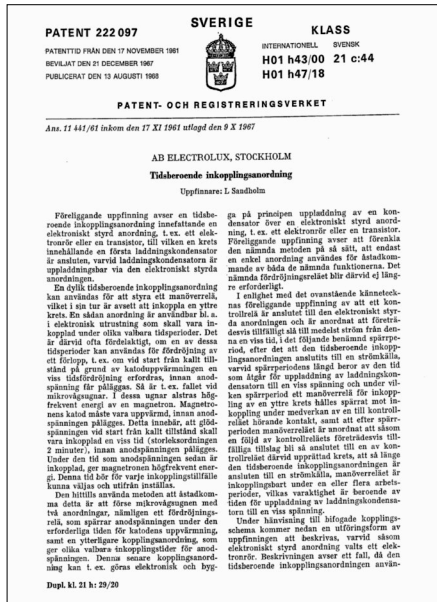 SVERIGE
PATENT 222 097
KLASS
PATENTTID FRÅN DEN 17 NOVEMBER 1961
INTERNATIONELL SVENSK
BEVILJAT DEN 21 DECEMBER 1967
H01 h43/00 21 c:44
PUBLICERAT DEN 13 AUGUSTI 1968
H01 h47/18
PATENT- OCH REGISTRERINGSVERKET
Ans. 11 441/61 inkom den 17 XI 1961 utlagd den 9 X 1967
AB ELECTROLUX, STOCKHOLM
Tidsberoende inkopplingsanordning
Uppfinnare: L Sandholm
Föreliggande uppfinning avser en tidsbe-
roende inkopplingsanordning innefattande en
elektroniskt styrd anordning, t. ex. ett elek-
tronrör eller en transistor, till vilken en krets
innehållande en första laddningskondensator
är ansluten, varvid laddningskondensatorn är
uppladdningsbar via den elektroniskt styrda
anordningen.
En dylik tidsberoende inkopplingsanordning
kan användas för att styra ett manöverrelé,
vilket i sin tur är avsett att inkoppla en yttre
krets. En sådan anordning är användbar bl. a.
i elektronisk utrustning som skall vara in-
kopplad under olika valbara tidsperioder. Det
är därvid ofta fördelaktigt, om en av dessa
tidsperioder kan användas för fördröjning av
ett förlopp, t. ex. om vid start från kallt till-
stånd på grund av katoduppvärmningen en
viss tidsfördröjning erfordras, innan anod-
spänning får påläggas. Så är t. ex. fallet vid
mikrovågsugnar. I dessa ugnar alstras hög-
frekvent energi av en magnetron. Magnetro-
nens katod måste vara uppvärmd, innan anod-
spänningen pålägges. Detta innebär, att glöd-
spänningen vid start från kallt tillstånd skall
vara inkopplad en viss tid (storleksordningen
2 minuter), innan anodspänningen pålägges.
Under den tid som anodspänningen sedan är
inkopplad, ger magnetronen högfrekvent ener-
gi. Denna tid bör för varje inkopplingstillfälle
kunna väljas och utifrån inställas.
Den hittills använda metoden att åstadkom-
ma detta är att förse mikrovågsugnen med
två anordningar, nämligen ett fördröjnings-
relä, som spärrar anodspänningen under den
erforderliga tiden för katodens uppvärmning,
samt en ytterligare kopplingsanordning, som
ger olika valbara inkopplingstider för anod-
spänningen. Denna senare kopplingsanord-
ning kan t. ex. göras elektronisk och byg-
ga på principen uppladdning av en kon-
densator över en elektroniskt styrd anord-
ning, t. ex. ett elektronrör eller en transistor.
Föreliggande uppfinning avser att förenkla
den nämnda metoden på så sätt, att endast
en enkel anordning användes för åstadkom-
mande av båda de nämnda funktionerna. Det
nämnda fördröjningsreläet blir därvid ej läng-
re erforderligt.
I enlighet med det ovanstående känneteck-
nas föreliggande uppfinning av att ett kon-
trollrelä är anslutet till den elektroniskt styr-
da anordningen och är anordnat att företrä-
desvis tillfälligt slå till medelst ström från den-
na en viss tid, i det följande benämnd spärrpe-
riod, efter det att den tidsberoende inkopp-
lingsanordningen anslutits till en strömkälla,
varvid spärrperiodens längd beror av den tid
som åtgår för uppladdning av laddningskon-
densatorn till en viss spänning och under vil-
ken spärrperiod ett manöverrelä för inkopp-
ling av en yttre krets hålles spärrat mot in-
koppling under medverkan av en till kontroll-
reläet hörande kontakt, samt att efter spärr-
perioden manöverreläet är anordnat att såsom
en följd av kontrollreläets företrädesvis till-
fälliga tillslag bli så anslutet till en av
kontrollreläet därvid upprättad krets, att så länge
den tidsberoende inkopplingsanordningen är
ansluten till en strömkälla, manöverreläet är
inkopplingsbart under en eller flera arbets-
perioder, vilkas varaktighet är beroende av
tiden för uppladdning av laddningskondensa-
torn till en viss spänning.
Under hänvisning till bifogade kopplings-
schema kommer nedan en utföringsform av
uppfinningen att beskrivas, varvid såsom
elektroniskt styrd anordning valts ett elek-
tronrör. Beskrivningen avser ett fall, då den
tidsberoende inkopplingsanordningen använ-
Dupl. kl. 21 h: 29/20